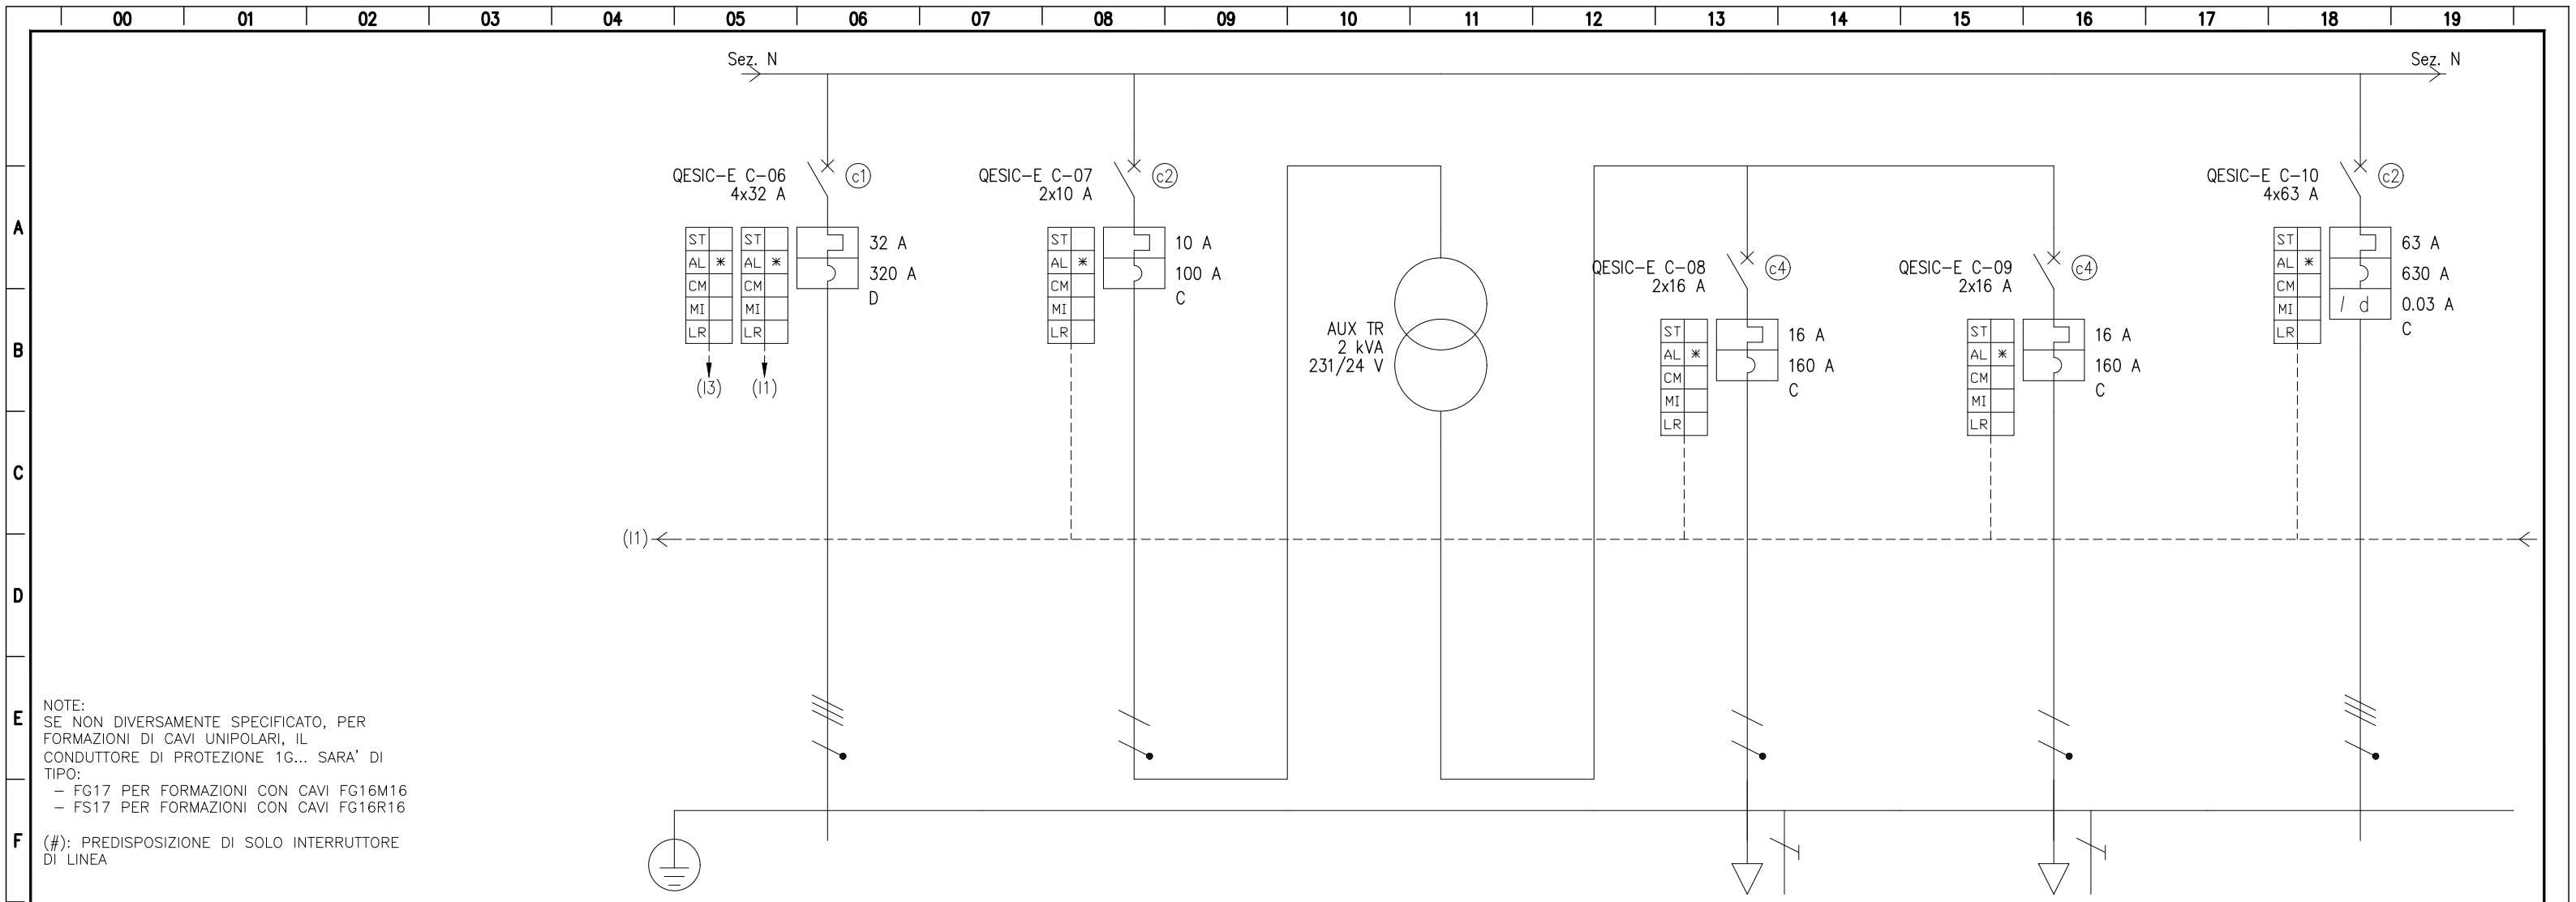 00 01 02 03 04 05 06 07 08 09 10 11 12 13 14 15 16 17 18 19
Sez. N
Sez. N
A
B
C
D
E
F
QESIC-E C-06
4x32 A
c1
ST
AL *
CM
MI
LR
(I3)
ST
AL *
CM
MI
LR
(I1)
32 A
320 A
D
QESIC-E C-07
2x10 A
c2
ST
AL *
CM
MI
LR
10 A
100 A
C
AUX TR
2 kVA
231/24 V
QESIC-E C-08
2x16 A
c4
ST
AL *
CM
MI
LR
16 A
160 A
C
QESIC-E C-09
2x16 A
c4
ST
AL *
CM
MI
LR
16 A
160 A
C
QESIC-E C-10
4x63 A
c2
ST
AL *
CM
MI
LR
63 A
630 A
I d
0.03 A
C
(I1)
NOTE:
SE NON DIVERSAMENTE SPECIFICATO, PER
FORMAZIONI DI CAVI UNIPOLARI, IL
CONDUTTORE DI PROTEZIONE 1G... SARA' DI
TIPO:
– FG17 PER FORMAZIONI CON CAVI FG16M16
– FS17 PER FORMAZIONI CON CAVI FG16R16
(#): PREDISPOSIZIONE DI SOLO INTERRUTTORE
DI LINEA